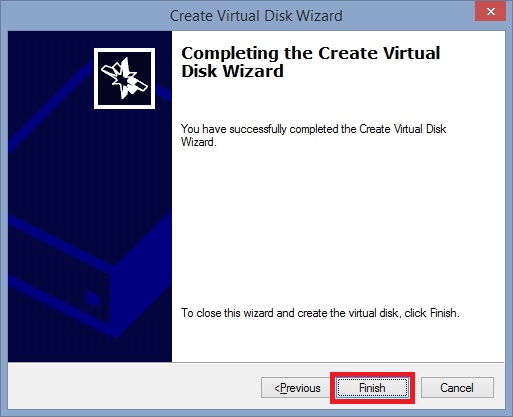 Create Virtual Disk Wizard
Completing the Create Virtual
Disk Wizard
You have successfully completed the Create Virtual Disk
Wizard.
To close this wizard and create the virtual disk, click Finish.
<Previous
Finish
Cancel